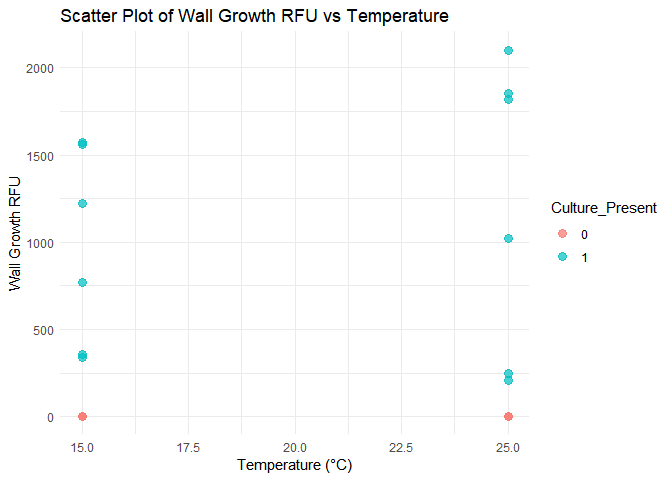 Scatter Plot of Wall Growth RFU vs Temperature
Wall Growth RFU
2000
1500
1000
500
0
15.0 17.5 20.0 22.5 25.0
Temperature (°C)
Culture_Present
0
1